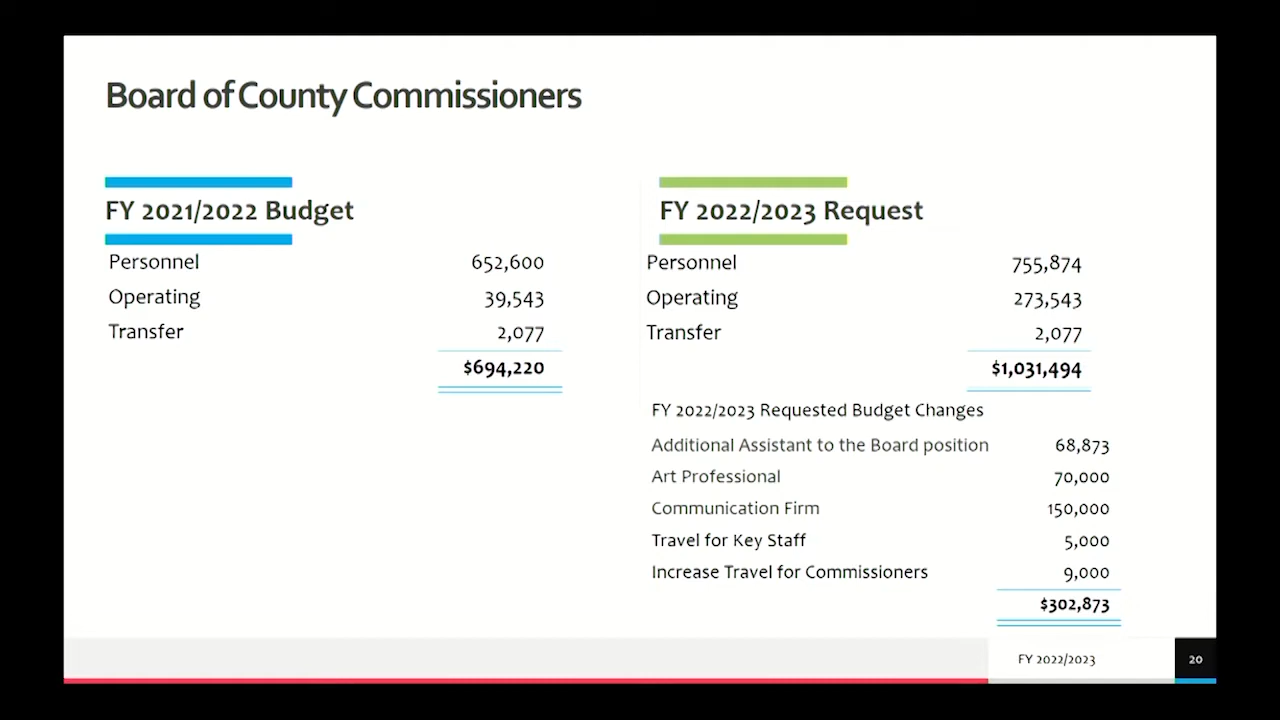 Board of County Commissioners
FY 2021/2022 Budget
Personnel 652,600
Operating 39,543
Transfer 2,077
$694,220
FY 2022/2023 Request
Personnel 755,874
Operating 273,543
Transfer 2,077
$1,031,494
FY 2022/2023 Requested Budget Changes
Additional Assistant to the Board position 68,873
Art Professional 70,000
Communication Firm 150,000
Travel for Key Staff 5,000
Increase Travel for Commissioners 9,000
$302,873
FY 2022/2023 20